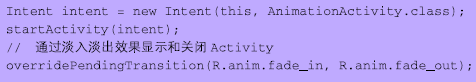 Intent intent = new Intent(this, AnimationActivity.class);
startActivity(intent);
//  通过淡入淡出效果显示和关闭 Activity
overridePendingTransition(R.anim.fade_in, R.anim.fade_out);